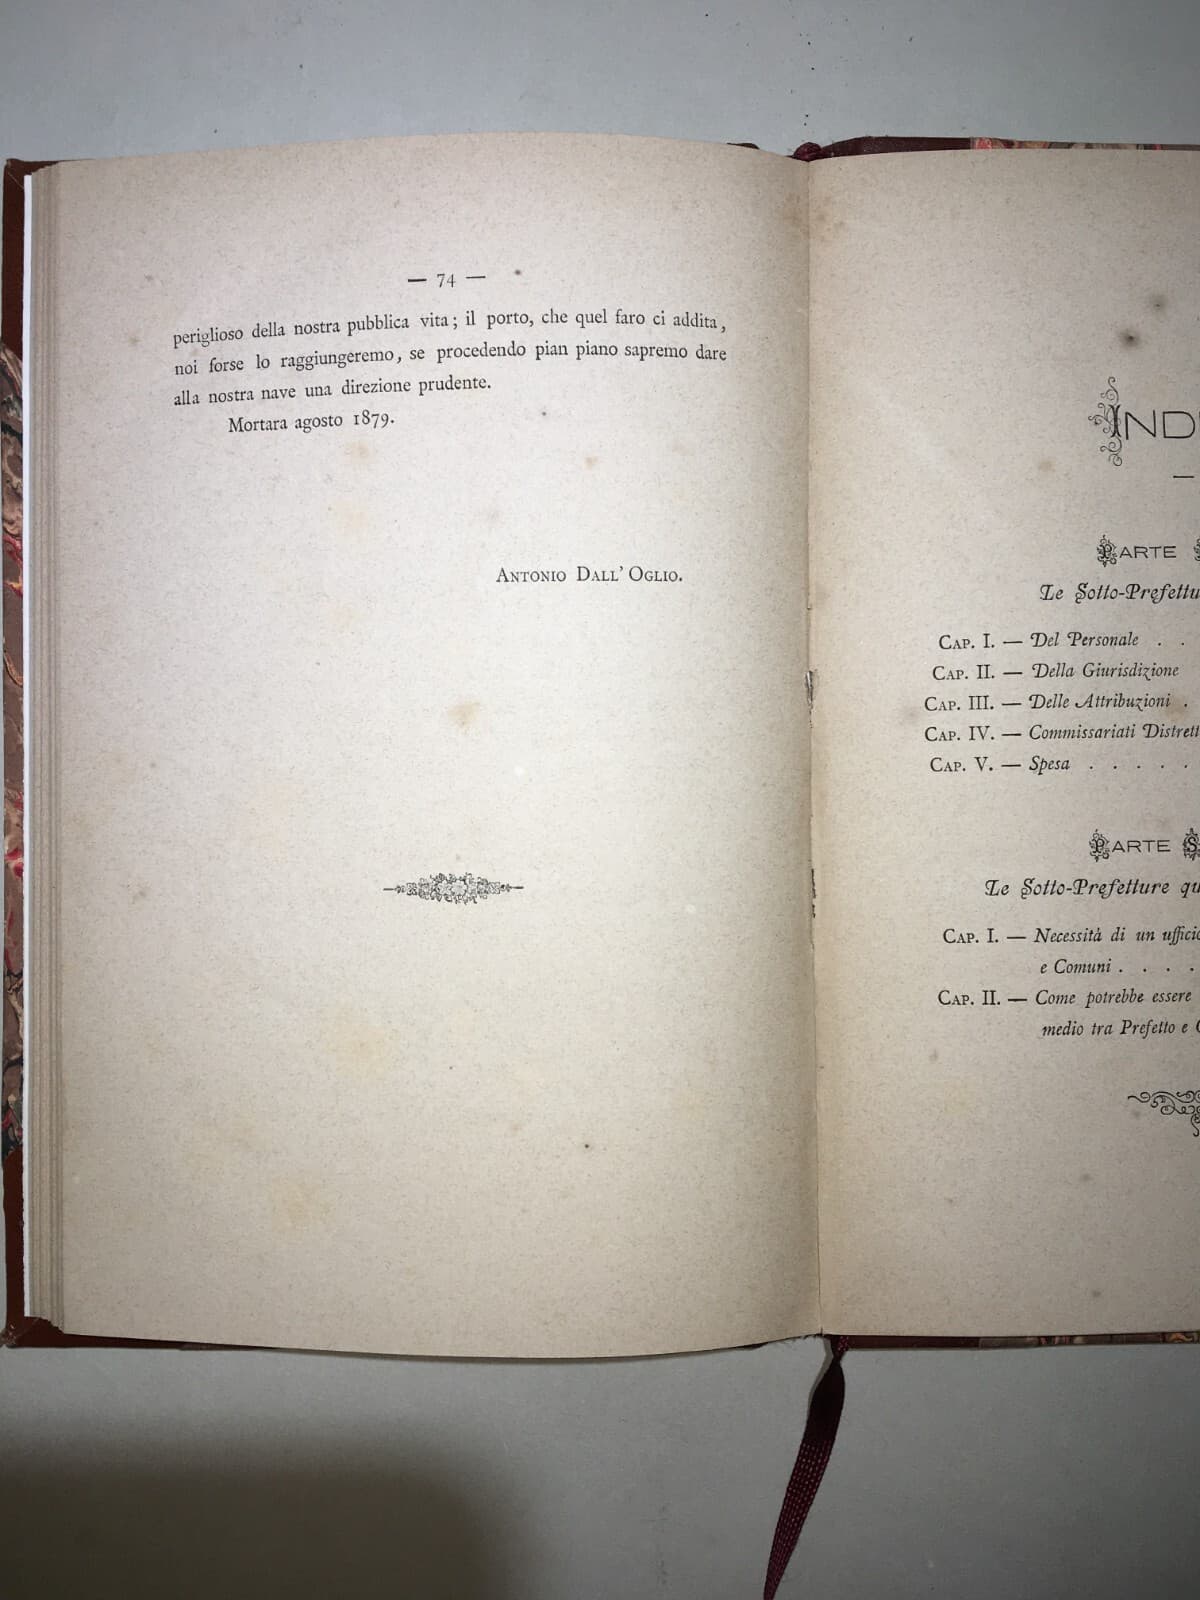 — 74 —
periglioso della nostra pubblica vita; il porto, che quel faro ci addita,
noi forse lo raggiungeremo, se procedendo pian piano sapremo dare
alla nostra nave una direzione prudente.
Mortara agosto 1879.
ANTONIO DALL' OGLIO.
IND
—
PARTE
Le Sotto-Prefettu
CAP. I. — Del Personale . .
CAP. II. — Della Giurisdizione
CAP. III. — Delle Attribuzioni .
CAP. IV. — Commissariati Distrett
CAP. V. — Spesa . . . . .
PARTE S
Le Sotto-Prefetture qu
CAP. I. — Necessità di un ufficio
e Comuni . . . .
CAP. II. — Come potrebbe essere
medio tra Prefetto e C